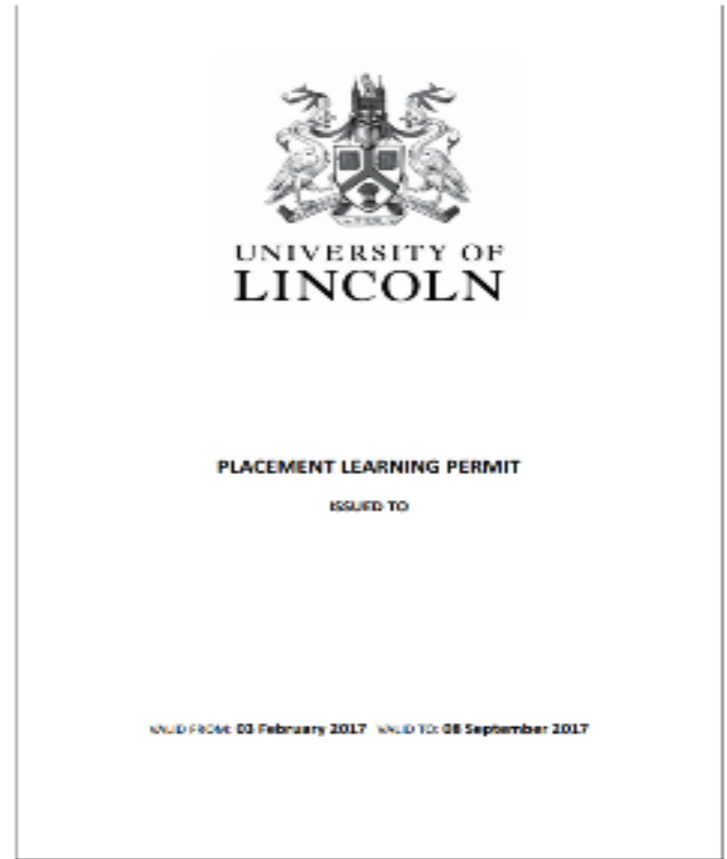 UNIVERSITY OF
LINCOLN
PLACEMENT LEARNING PERMIT
ISSUED TO
VALID FROM: 03 February 2017 VALID TO: 08 September 2017